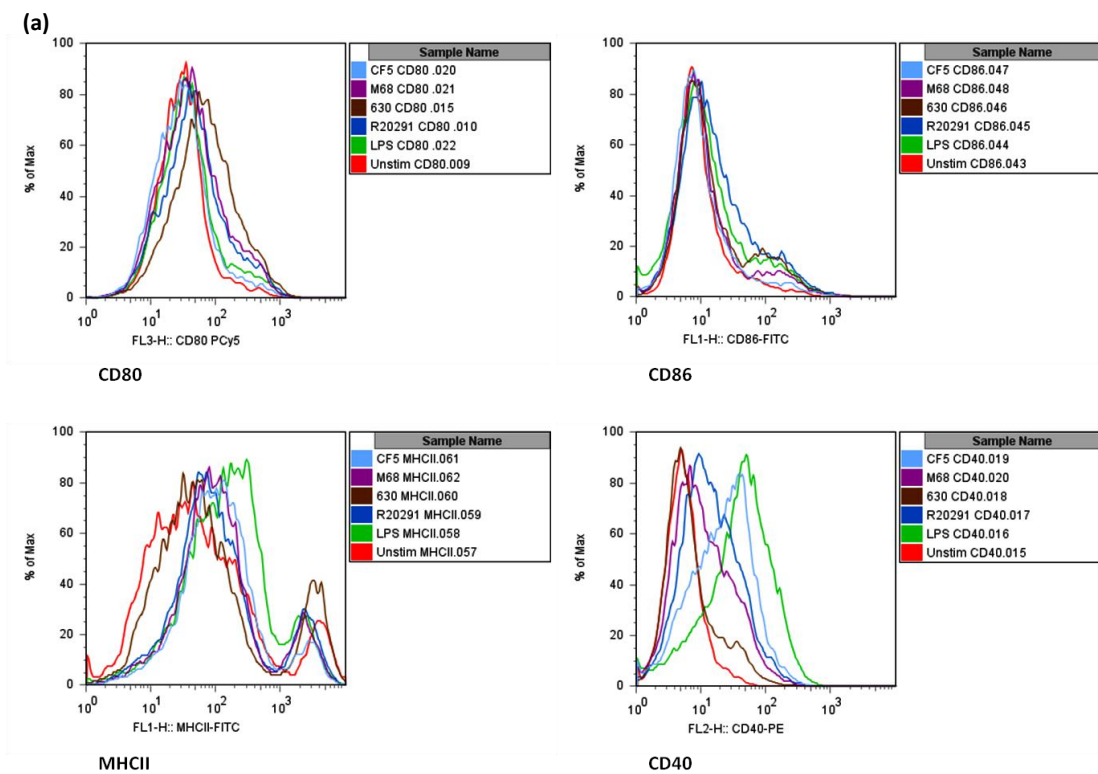 (a)
100
80
60
40
20
0
% of Max
10^0 10^1 10^2 10^3
FL3-H:: CD80 PCy5
Sample Name
CF5 CD80 .020
M68 CD80 .021
630 CD80 .015
R20291 CD80 .010
LPS CD80 .022
Unstim CD80.009
CD80
100
80
60
40
20
0
% of Max
10^0 10^1 10^2 10^3
FL1-H:: CD86-FITC
Sample Name
CF5 CD86.047
M68 CD86.048
630 CD86.046
R20291 CD86.045
LPS CD86.044
Unstim CD86.043
CD86
100
80
60
40
20
0
% of Max
10^0 10^1 10^2 10^3
FL1-H:: MHCII-FITC
Sample Name
CF5 MHCII.061
M68 MHCII.062
630 MHCII.060
R20291 MHCII.059
LPS MHCII.058
Unstim MHCII.057
MHCII
100
80
60
40
20
0
% of Max
10^0 10^1 10^2 10^3
FL2-H:: CD40-PE
Sample Name
CF5 CD40.019
M68 CD40.020
630 CD40.018
R20291 CD40.017
LPS CD40.016
Unstim CD40.015
CD40